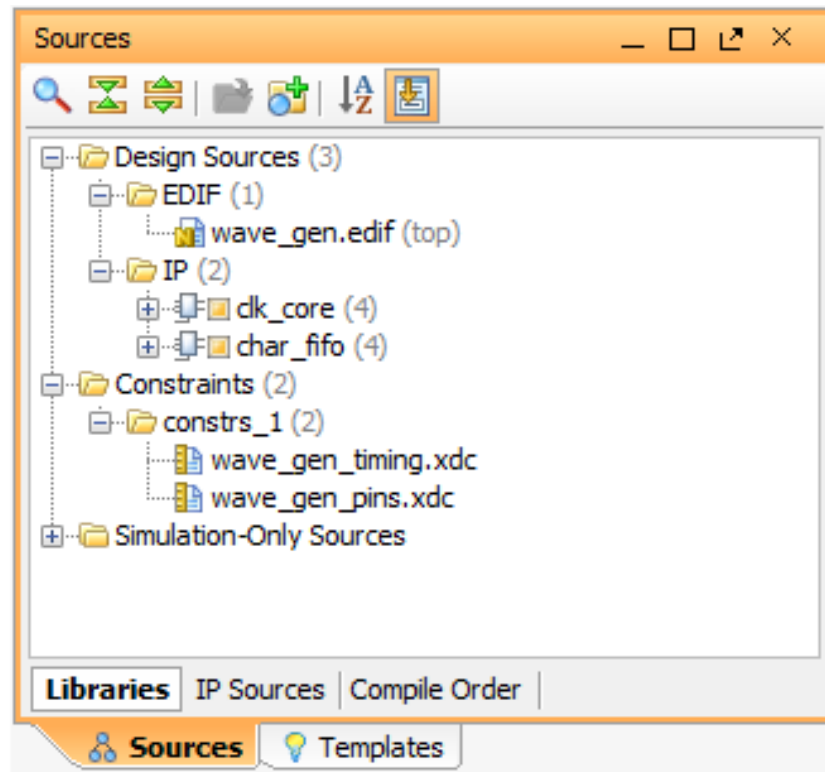 Sources
Design Sources (3)
EDIF (1)
wave_gen.edif (top)
IP (2)
clk_core (4)
char_fifo (4)
Constraints (2)
constrs_1 (2)
wave_gen_timing.xdc
wave_gen_pins.xdc
Simulation-Only Sources
Libraries IP Sources Compile Order
Sources Templates